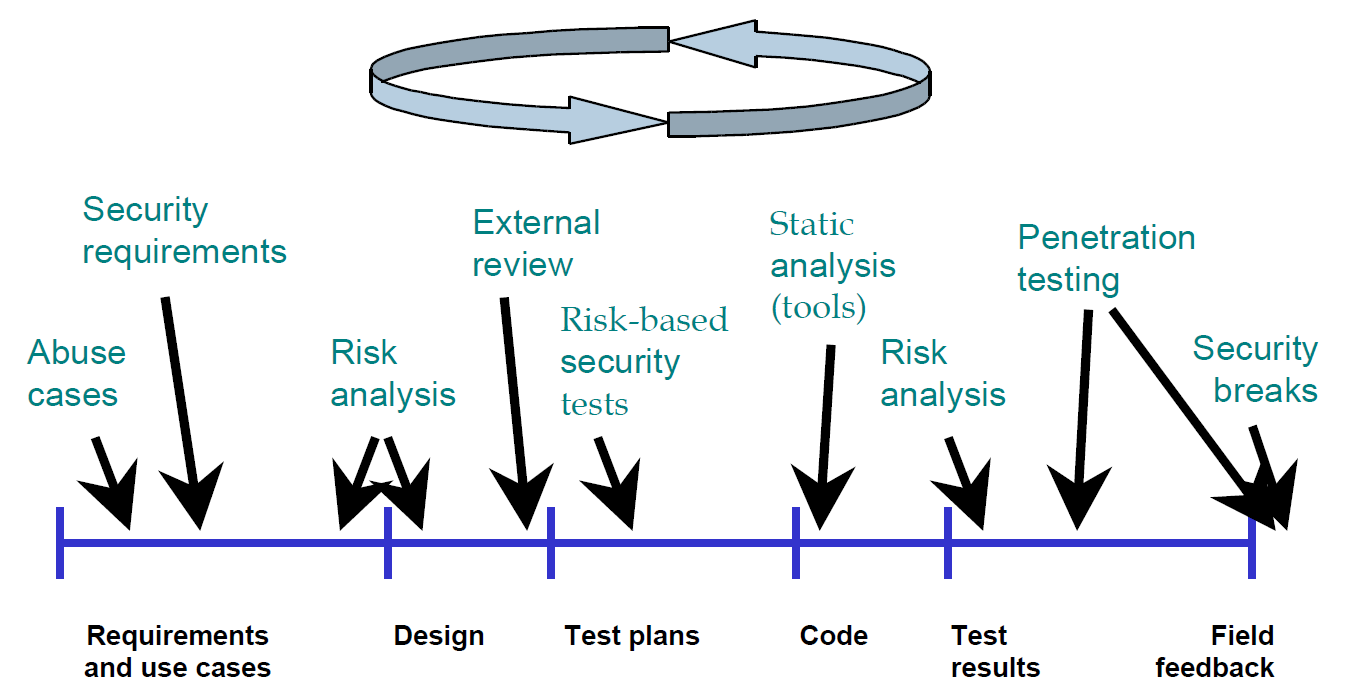 Security
requirements
External
review
Static
analysis
(tools)
Penetration
testing
Abuse
cases
Risk
analysis
Risk-based
security
tests
Risk
analysis
Security
breaks
Requirements
and use cases
Design
Test plans
Code
Test
results
Field
feedback